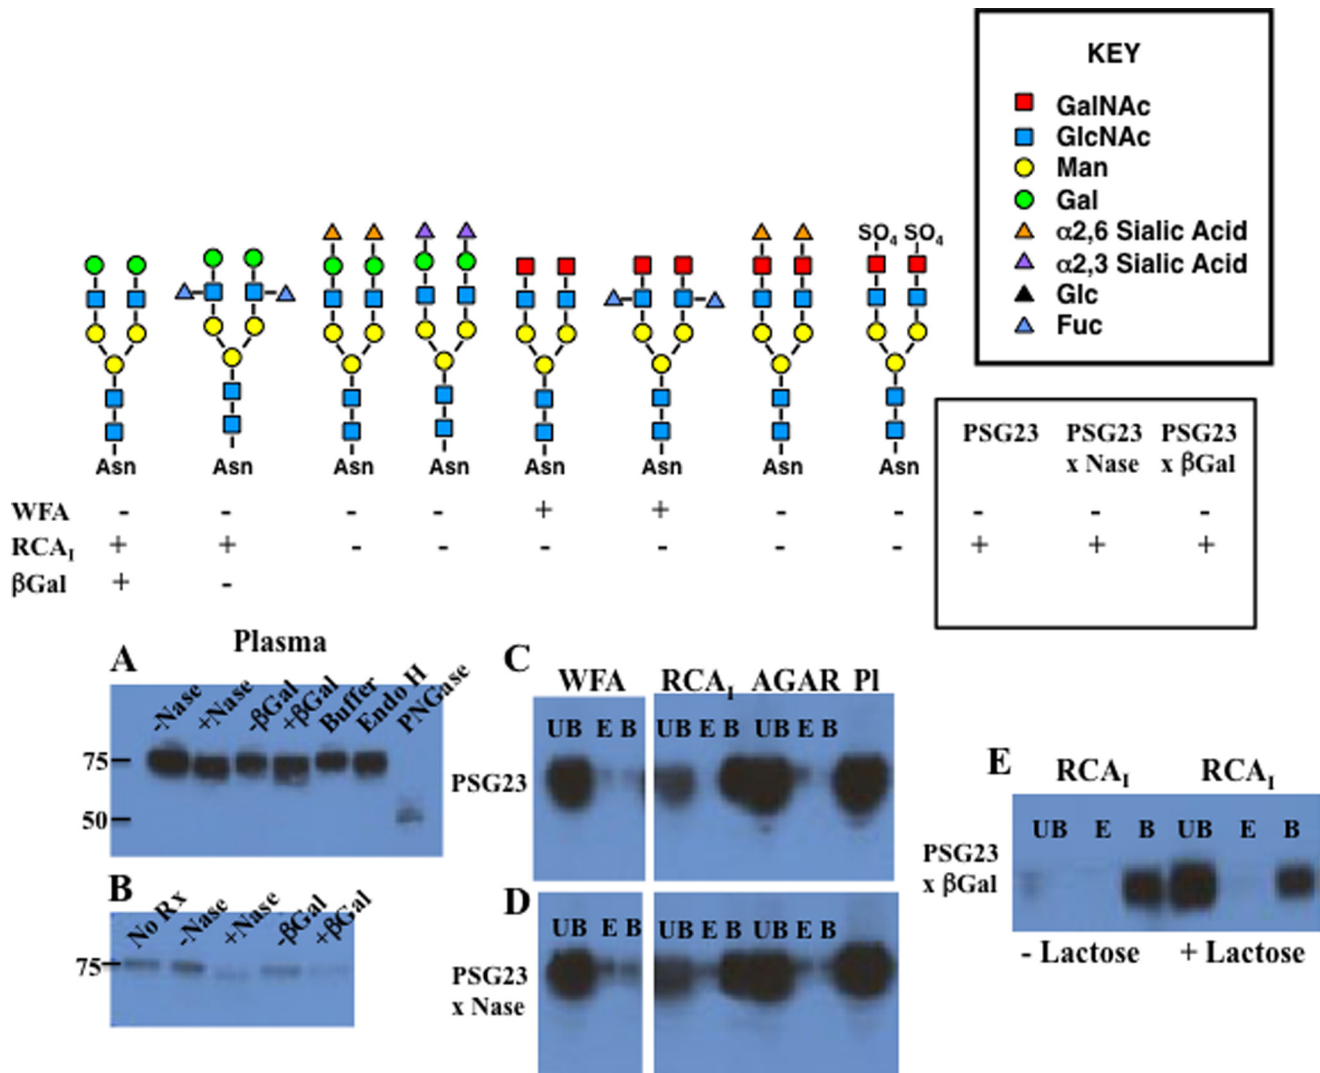 KEY
GalNAc
GlcNAc
Man
Gal
α2,6 Sialic Acid
α2,3 Sialic Acid
Glc
Fuc
SO4 SO4
Asn Asn Asn Asn Asn Asn Asn Asn
PSG23 PSG23 x Nase PSG23 x βGal
WFA - - - - + + - - - - -
RCAI + + - - - - - - + + +
βGal + -
A
Plasma
-Nase +Nase -βGal +βGal Buffer Endo H PNGase
75
50
B
No Rx -Nase +Nase -βGal +βGal
75
C
WFA RCAI AGAR Pl
UB E B UB E B UB E B
PSG23
D
UB E B UB E B UB E B
PSG23
x Nase
E
RCAI RCAI
UB E B UB E B
PSG23
x βGal
- Lactose + Lactose